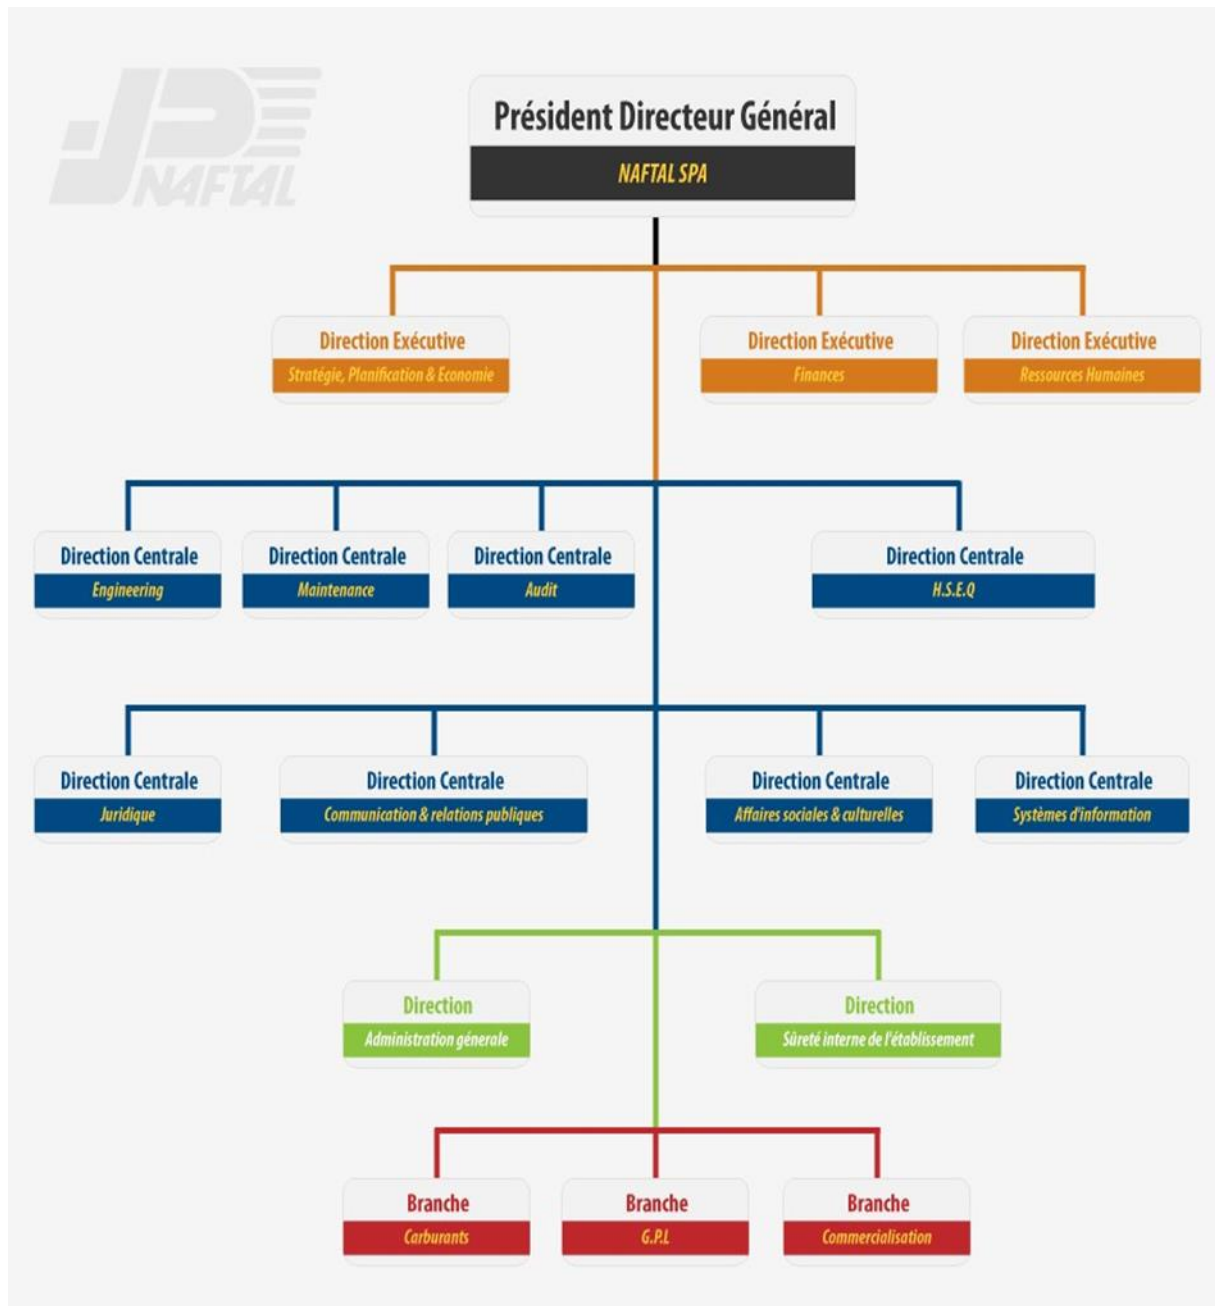 NAFTAL
Président Directeur Général
NAFTAL SPA
Direction Exécutive
Stratégie, Planification & Economie
Direction Exécutive
Finances
Direction Exécutive
Ressources Humaines
Direction Centrale
Engineering
Direction Centrale
Maintenance
Direction Centrale
Audit
Direction Centrale
H.S.E.Q
Direction Centrale
Juridique
Direction Centrale
Communication & relations publiques
Direction Centrale
Affaires sociales & culturelles
Direction Centrale
Systèmes d'information
Direction
Administration génerale
Direction
Sûreté interne de l'établissement
Branche
Carburants
Branche
G.P.L
Branche
Commercialisation